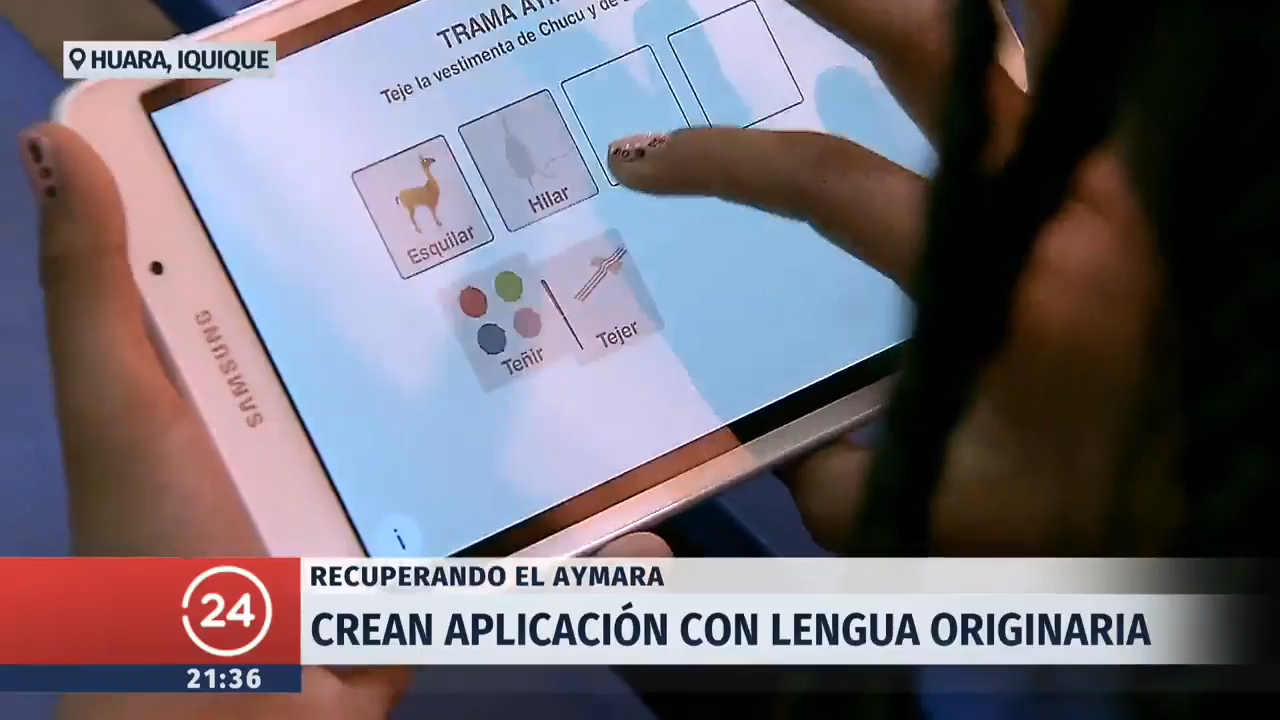 HUARA, IQUIQUE
TRAMA
Teje la vestimenta de Chucu y de
Esquilar
Hilar
Teñir
Tejer
SAMSUNG
i
24
21:36
RECUPERANDO EL AYMARA
CREAN APLICACIÓN CON LENGUA ORIGINARIA